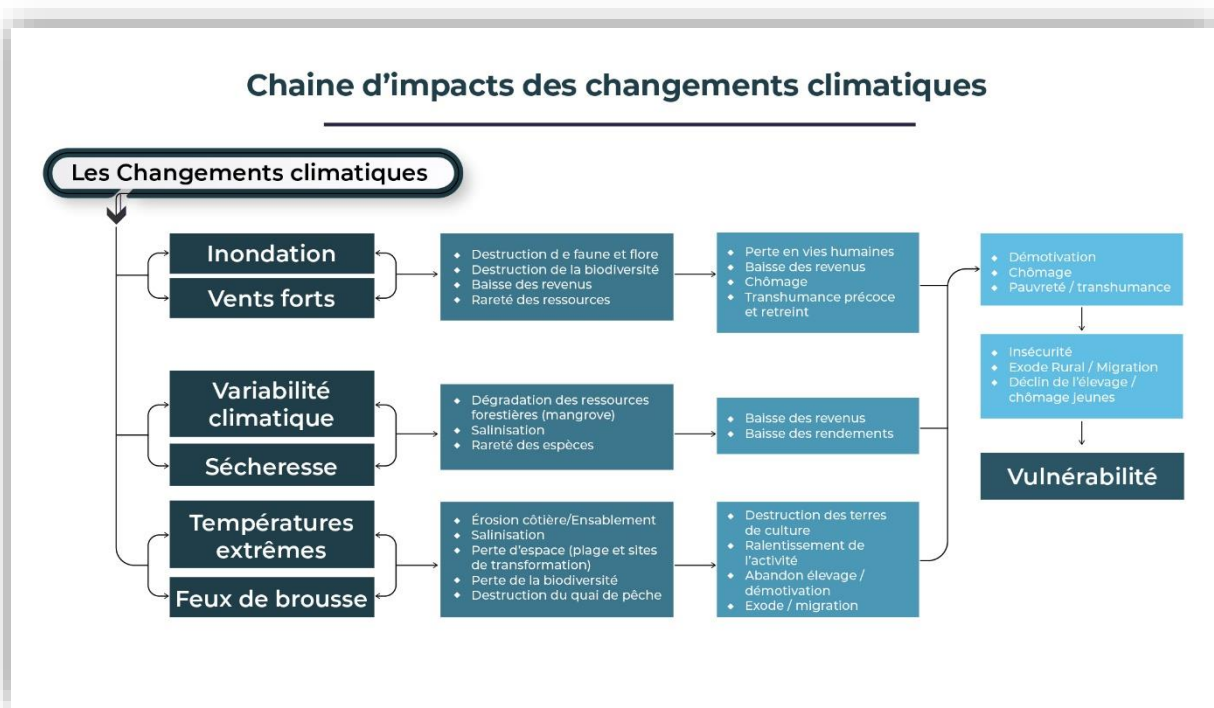 Chaine d'impacts des changements climatiques
Les Changements climatiques
Inondation
Vents forts
◆ Destruction d e faune et flore
◆ Destruction de la biodiversité
◆ Baisse des revenus
◆ Rareté des ressources
◆ Perte en vies humaines
◆ Baisse des revenus
◆ Chômage
◆ Transhumance précoce
et retreint
◆ Démotivation
◆ Chômage
◆ Pauvreté / transhumance
◆ Insécurité
◆ Exode Rural / Migration
◆ Déclin de l'élevage /
chômage jeunes
Variabilité
climatique
Sécheresse
◆ Dégradation des ressources
forestières (mangrove)
◆ Salinisation
◆ Rareté des espèces
◆ Baisse des revenus
◆ Baisse des rendements
Vulnérabilité
Températures
extrêmes
Feux de brousse
◆ Érosion côtière/Ensablement
◆ Salinisation
◆ Perte d'espace (plage et sites
de transformation)
◆ Perte de la biodiversité
◆ Destruction du quai de pêche
◆ Destruction des terres
de culture
◆ Ralentissement de
l'activité
◆ Abandon élevage /
démotivation
◆ Exode / migration